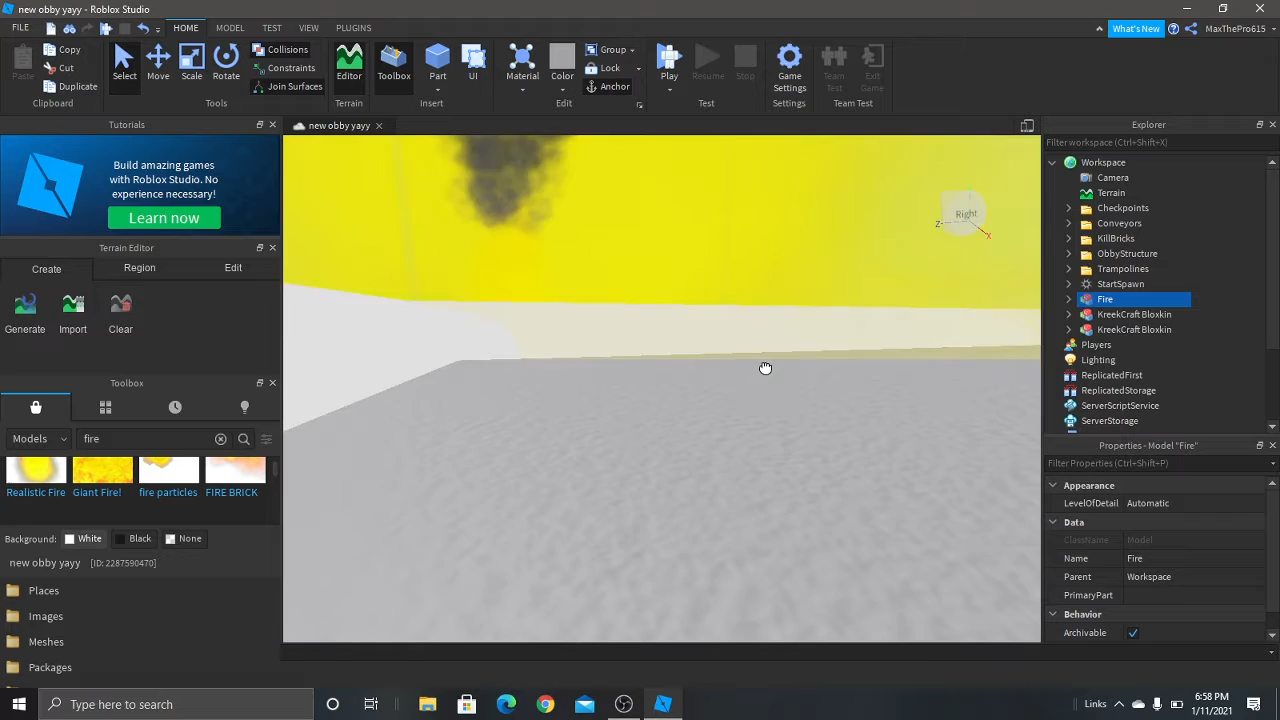 new obby yayy - Roblox Studio
FILE HOME MODEL TEST VIEW PLUGINS What's New MaxThePro615
Paste Copy Cut Duplicate
Select Move Scale Rotate Collisions Constraints Join Surfaces
Editor Toolbox Part UI
Material Color Group Lock Anchor
Play Resume Stop
Game Settings
Team Test
Exit Game
Clipboard Tools Terrain Insert Edit Test Settings Team Test
Tutorials
Build amazing games
with Roblox Studio. No
experience necessary!
Learn now
Terrain Editor
Create Region Edit
Generate Import Clear
Toolbox
Models fire
Realistic Fire Giant Fire! fire particles FIRE BRICK
Background: White Black None
new obby yayy [ID: 2287590470]
Places
Images
Meshes
Packages
new obby yayy
Right
Z
X
Explorer
Filter workspace (Ctrl+Shift+X)
Workspace
Camera
Terrain
Checkpoints
Conveyors
KillBricks
ObbyStructure
Trampolines
StartSpawn
Fire
KreekCraft Bloxkin
KreekCraft Bloxkin
Players
Lighting
ReplicatedFirst
ReplicatedStorage
ServerScriptService
ServerStorage
Properties - Model "Fire"
Filter Properties (Ctrl+Shift+P)
Appearance
LevelOfDetail Automatic
Data
ClassName Model
Name Fire
Parent Workspace
PrimaryPart
Behavior
Archivable
Type here to search
Links
6:58 PM
1/11/2021